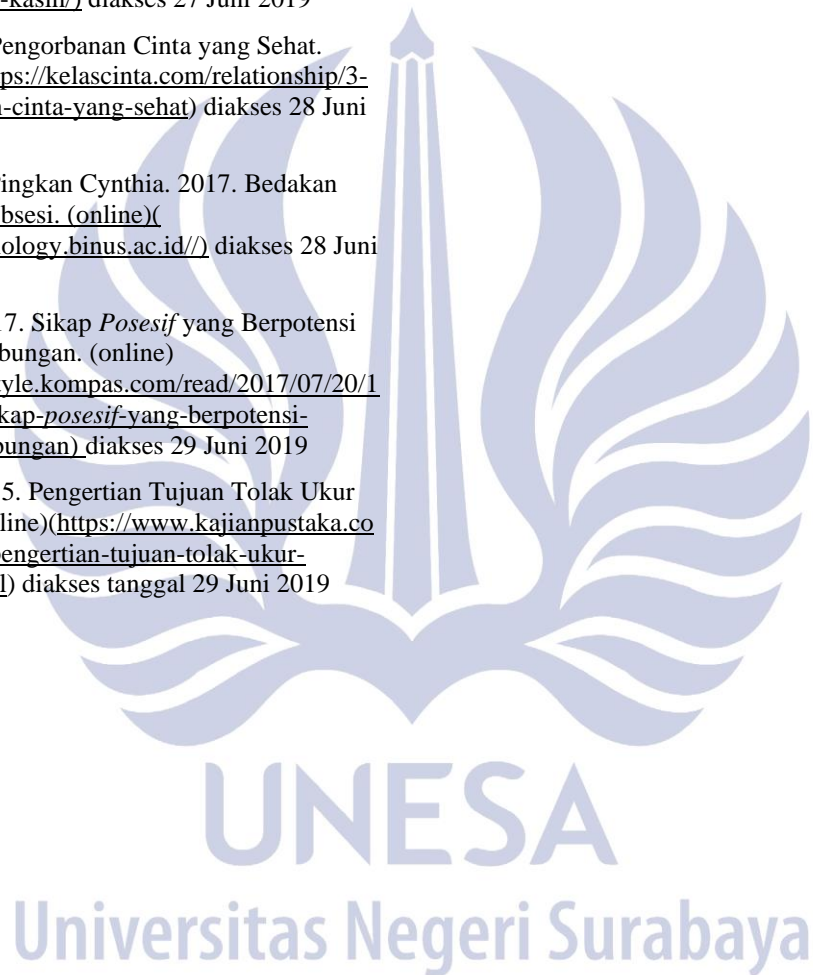 -kasih/) diakses 27 Juni 2019
Pengorbanan Cinta yang Sehat.
ps://kelascinta.com/relationship/3-
n-cinta-yang-sehat) diakses 28 Juni
Pingkan Cynthia. 2017. Bedakan
bsesi. (online)(
ology.binus.ac.id//) diakses 28 Juni
17. Sikap Posesif yang Berpotensi
bungan. (online)
tyle.kompas.com/read/2017/07/20/1
kap-posesif-yang-berpotensi-
bungan) diakses 29 Juni 2019
15. Pengertian Tujuan Tolak Ukur
line)(https://www.kajianpustaka.co
pengertian-tujuan-tolak-ukur-
l) diakses tanggal 29 Juni 2019
UNESA
Universitas Negeri Surabaya